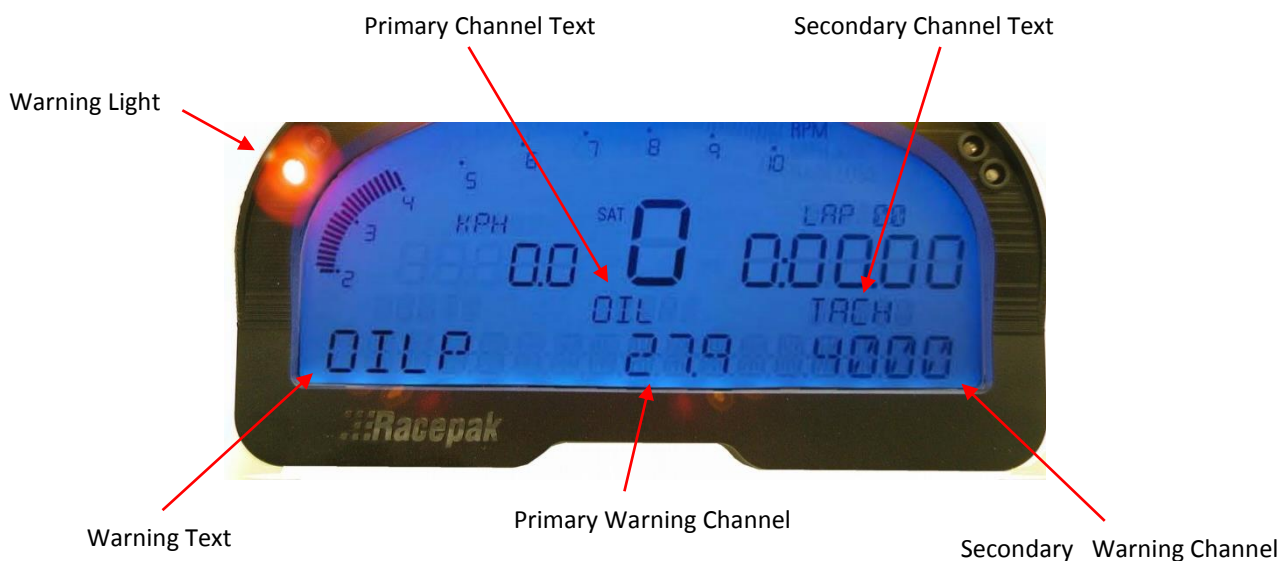 Primary Channel Text
Secondary Channel Text
Warning Light
RPM
2 3 4 5 6 7 8 9 10
KPH
SAT
LAP 00
0.0
0
0:00.00
OIL
TACH
OILP
27.9
4000
Racepak
Warning Text
Primary Warning Channel
Secondary Warning Channel